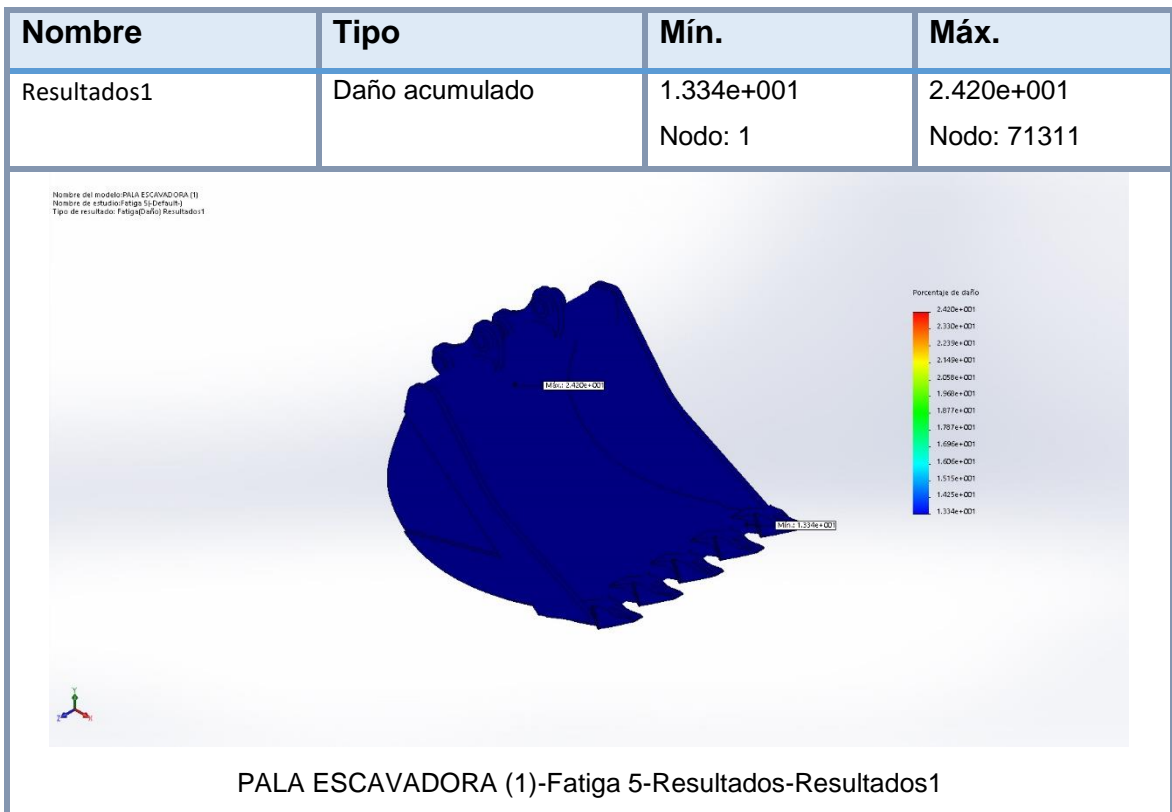 Nombre Tipo Mín. Máx.
Resultados1 Daño acumulado 1.334e+001 2.420e+001
Nodo: 1 Nodo: 71311
Nombre del modelo:PALA ESCAVADORA (1)
Nombre de estudio:Fatiga 5(-Default-)
Tipo de resultado: Fatiga(Daño) Resultados1
Porcentaje de daño
2.420e+001
2.330e+001
2.239e+001
2.149e+001
2.058e+001
1.968e+001
1.877e+001
1.787e+001
1.696e+001
1.606e+001
1.515e+001
1.425e+001
1.334e+001
Máx.: 2.420e+001
Mín.: 1.334e+001
Y
Z X
PALA ESCAVADORA (1)-Fatiga 5-Resultados-Resultados1